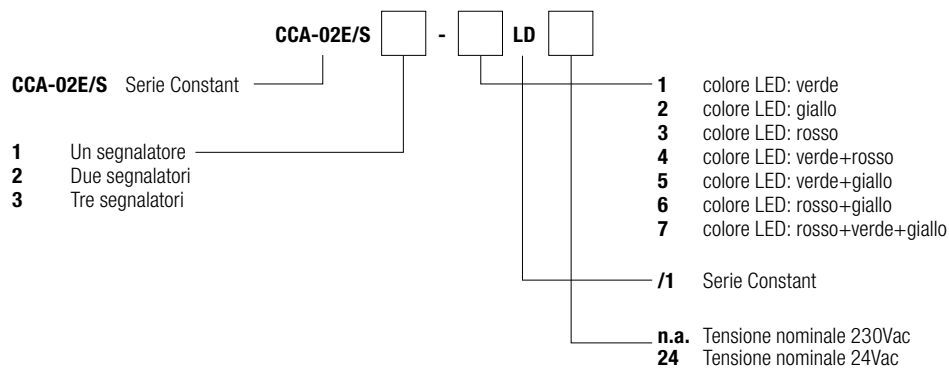 CCA-02E/S - LD
CCA-02E/S Serie Constant
1 Un segnalatore
2 Due segnalatori
3 Tre segnalatori
1 colore LED: verde
2 colore LED: giallo
3 colore LED: rosso
4 colore LED: verde+rosso
5 colore LED: verde+giallo
6 colore LED: rosso+giallo
7 colore LED: rosso+verde+giallo
/1 Serie Constant
n.a. Tensione nominale 230Vac
24 Tensione nominale 24Vac